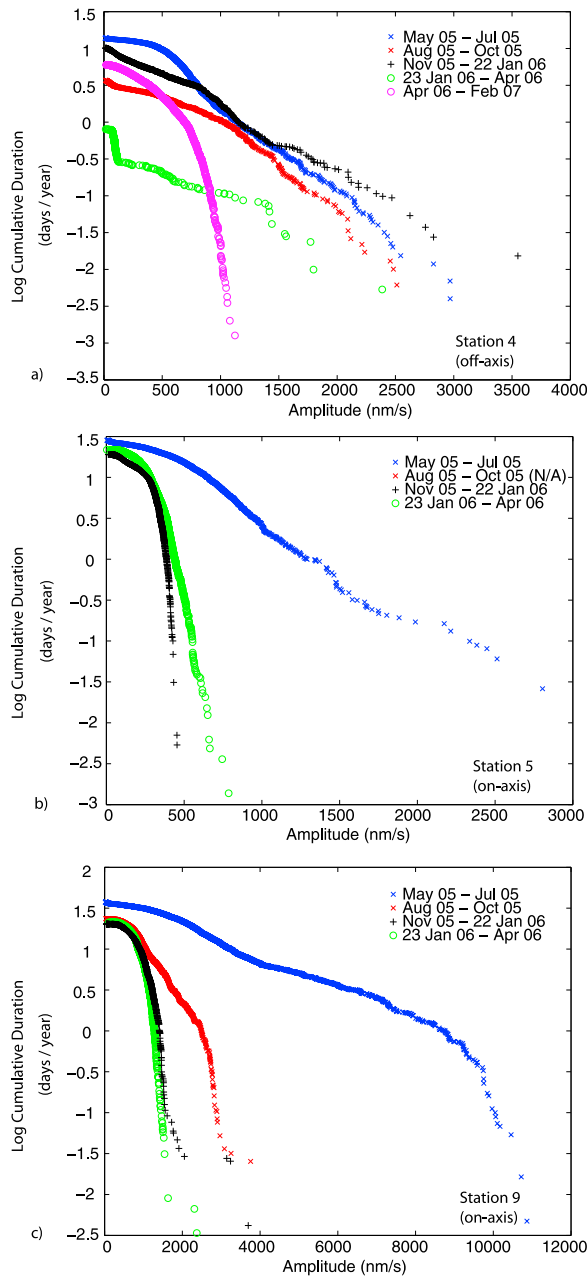 1.5
1
0.5
0
−0.5
−1
−1.5
−2
−2.5
−3
−3.5
Log Cumulative Duration
(days / year)
May 05 – Jul 05
Aug 05 – Oct 05
Nov 05 – 22 Jan 06
23 Jan 06 – Apr 06
Apr 06 – Feb 07
Station 4
(off-axis)
a)
0 500 1000 1500 2000 2500 3000 3500 4000
Amplitude (nm/s)
1.5
1
0.5
0
−0.5
−1
−1.5
−2
−2.5
−3
Log Cumulative Duration
(days / year)
May 05 – Jul 05
Aug 05 – Oct 05 (N/A)
Nov 05 – 22 Jan 06
23 Jan 06 – Apr 06
Station 5
(on-axis)
b)
0 500 1000 1500 2000 2500 3000
Amplitude (nm/s)
2
1.5
1
0.5
0
−0.5
−1
−1.5
−2
−2.5
Log Cumulative Duration
(days / year)
May 05 – Jul 05
Aug 05 – Oct 05
Nov 05 – 22 Jan 06
23 Jan 06 – Apr 06
Station 9
(on-axis)
c)
0 2000 4000 6000 8000 10000 12000
Amplitude (nm/s)